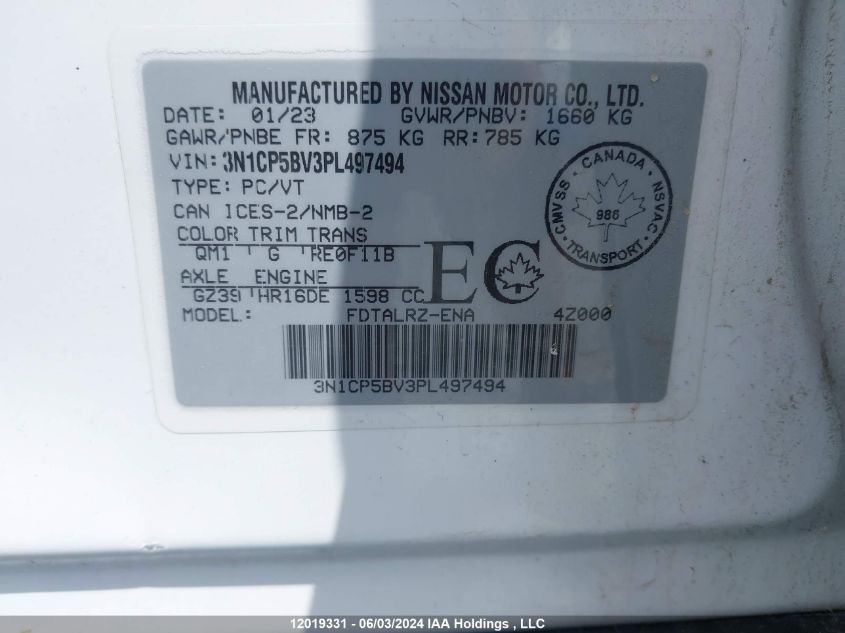 MANUFACTURED BY NISSAN MOTOR CO., LTD.
DATE: 01/23 GVWR/PNBV: 1660 KG
GAWR/PNBE FR: 875 KG RR: 785 KG
VIN: 3N1CP5BV3PL497494
TYPE: PC/VT
CAN ICES-2/NMB-2
COLOR TRIM TRANS
QM1 G RE0F11B
AXLE ENGINE
GZ39 HR16DE 1598 CC
EC
MODEL: FDTALRZ-ENA 4Z000
3N1CP5BV3PL497494
CANADA
CMVSS 986 NSVAC
TRANSPORT
12019331 - 06/03/2024 IAA Holdings , LLC